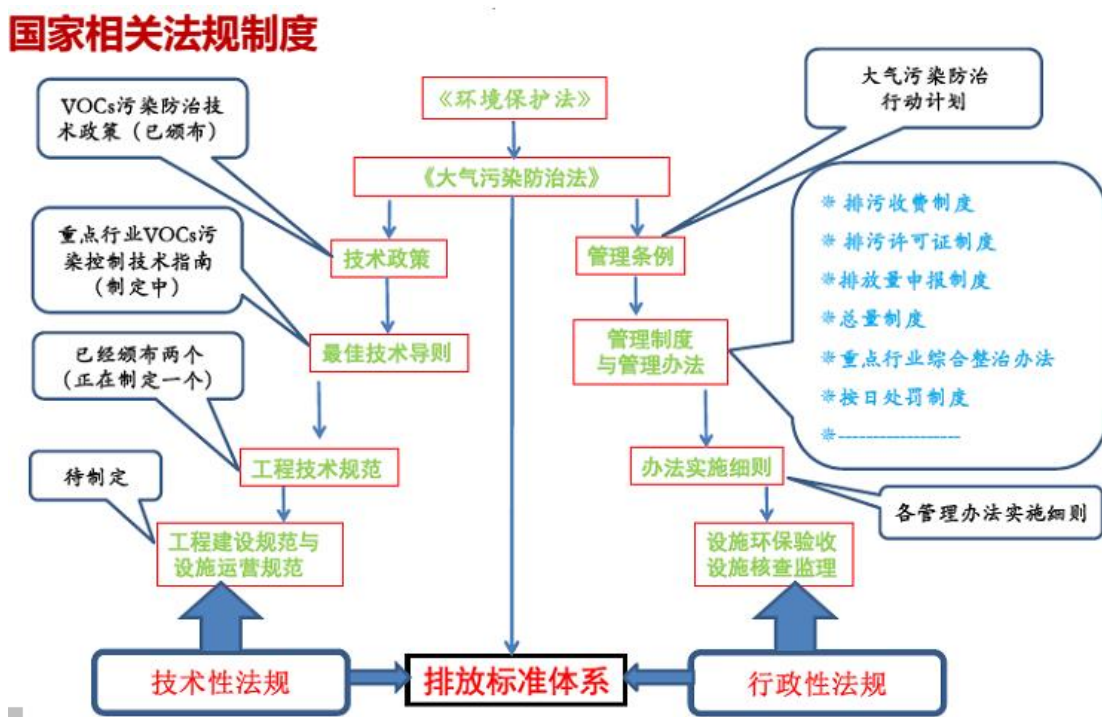 国家相关法规制度
VOCs污染防治技
术政策（已颁布）
《环境保护法》
大气污染防治
行动计划
《大气污染防治法》
重点行业VOCs污
染控制技术指南
（制定中）
技术政策
管理条例
※排污收费制度
※排污许可证制度
※排放量申报制度
※总量制度
※重点行业综合整治办法
※按日处罚制度
※------------------
最佳技术导则
管理制度
与管理办法
已经颁布两个
（正在制定一个）
工程技术规范
办法实施细则
待制定
各管理办法实施细则
工程建设规范与
设施运营规范
设施环保验收
设施核查监理
技术性法规
排放标准体系
行政性法规